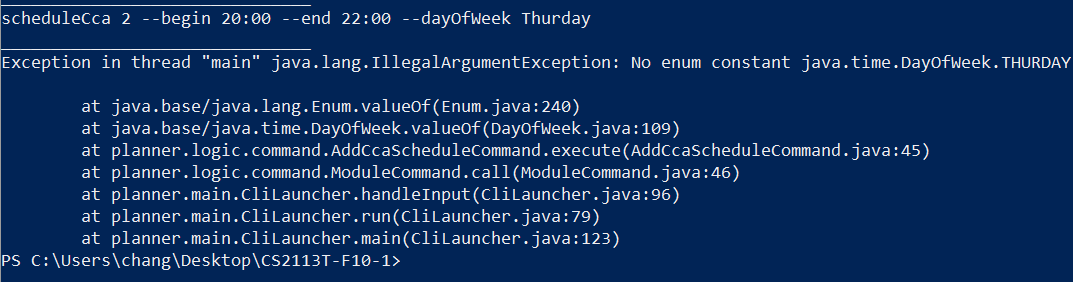 _______________________________
scheduleCca 2 --begin 20:00 --end 22:00 --dayOfWeek Thurday
_______________________________
Exception in thread "main" java.lang.IllegalArgumentException: No enum constant java.time.DayOfWeek.THURDAY
at java.base/java.lang.Enum.valueOf(Enum.java:240)
at java.base/java.time.DayOfWeek.valueOf(DayOfWeek.java:109)
at planner.logic.command.AddCcaScheduleCommand.execute(AddCcaScheduleCommand.java:45)
at planner.logic.command.ModuleCommand.call(ModuleCommand.java:46)
at planner.main.CliLauncher.handleInput(CliLauncher.java:96)
at planner.main.CliLauncher.run(CliLauncher.java:79)
at planner.main.CliLauncher.main(CliLauncher.java:123)
PS C:\Users\chang\Desktop\CS2113T-F10-1>